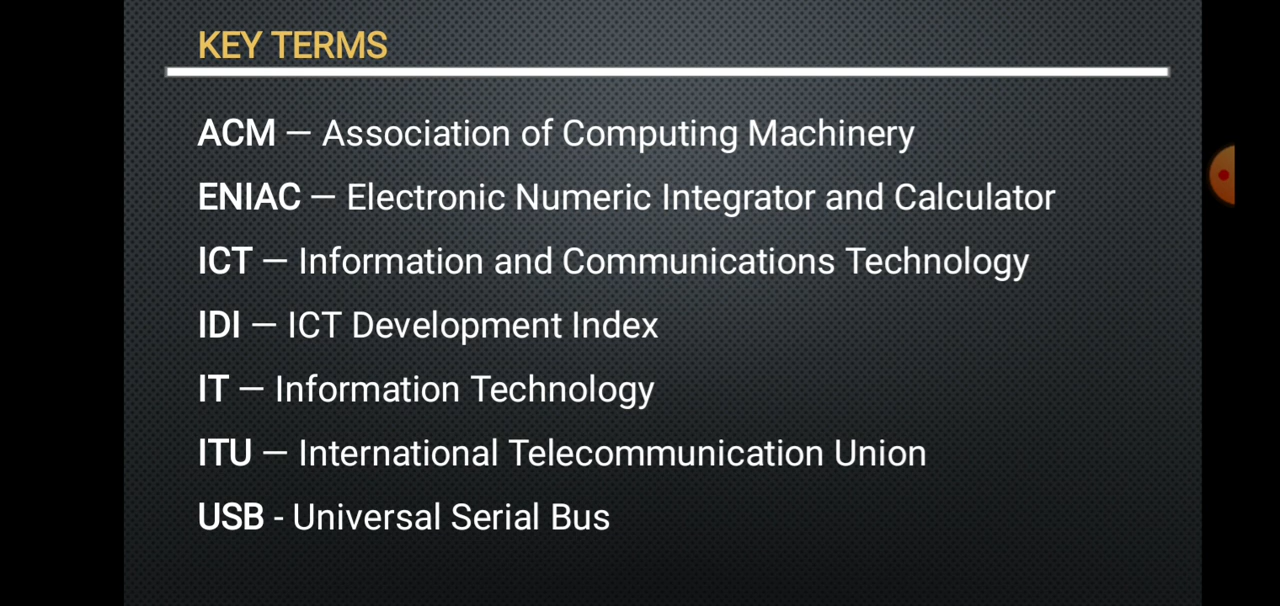 KEY TERMS
ACM — Association of Computing Machinery
ENIAC — Electronic Numeric Integrator and Calculator
ICT — Information and Communications Technology
IDI — ICT Development Index
IT — Information Technology
ITU — International Telecommunication Union
USB - Universal Serial Bus